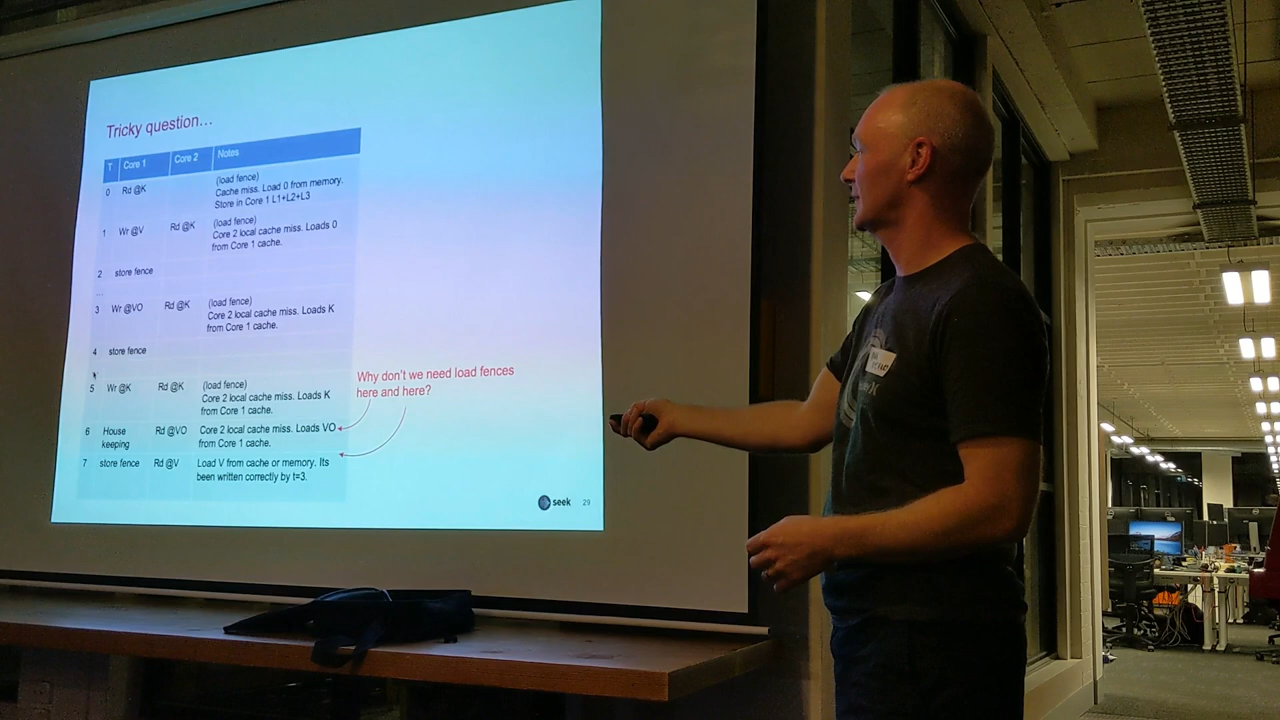 Tricky question…
T Core 1 Core 2 Notes
0 Rd @K (load fence)
Cache miss. Load 0 from memory.
Store in Core 1 L1+L2+L3
1 Wr @V Rd @K (load fence)
Core 2 local cache miss. Loads 0
from Core 1 cache.
2 store fence
...
3 Wr @VO Rd @K (load fence)
Core 2 local cache miss. Loads K
from Core 1 cache.
4 store fence
5 Wr @K Rd @K (load fence)
Core 2 local cache miss. Loads K
from Core 1 cache.
Why don't we need load fences
here and here?
6 House Rd @VO Core 2 local cache miss. Loads VO
keeping from Core 1 cache.
7 store fence Rd @V Load V from cache or memory. Its
been written correctly by t=3.
seek 29